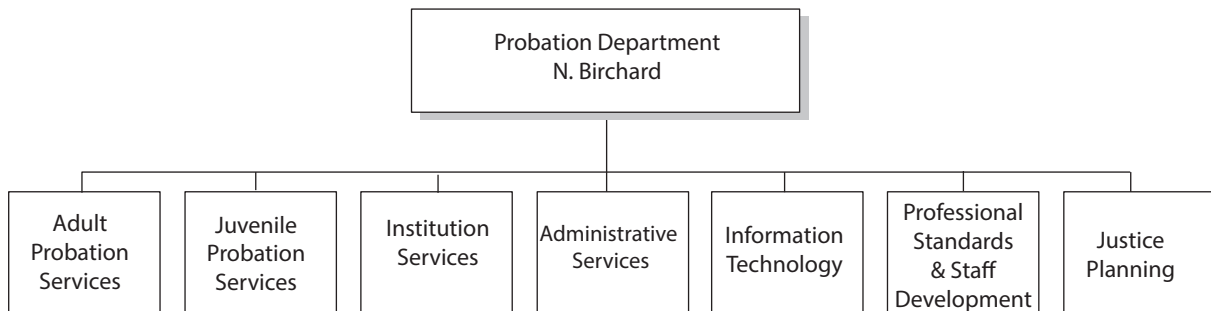 Probation Department
N. Birchard
Adult
Probation
Services
Juvenile
Probation
Services
Institution
Services
Administrative
Services
Information
Technology
Professional
Standards
& Staff
Development
Justice
Planning